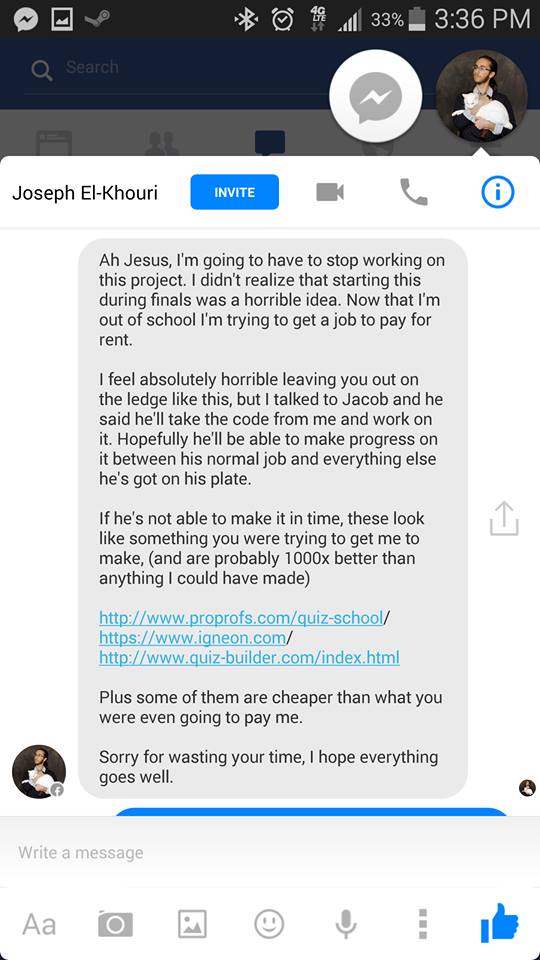 4G
LTE
33%
3:36 PM
Search
Joseph El-Khouri
INVITE
Ah Jesus, I'm going to have to stop working on
this project. I didn't realize that starting this
during finals was a horrible idea. Now that I'm
out of school I'm trying to get a job to pay for
rent.
I feel absolutely horrible leaving you out on
the ledge like this, but I talked to Jacob and he
said he'll take the code from me and work on
it. Hopefully he'll be able to make progress on
it between his normal job and everything else
he's got on his plate.
If he's not able to make it in time, these look
like something you were trying to get me to
make, (and are probably 1000x better than
anything I could have made)
http://www.proprofs.com/quiz-school/
https://www.igneon.com/
http://www.quiz-builder.com/index.html
Plus some of them are cheaper than what you
were even going to pay me.
Sorry for wasting your time, I hope everything
goes well.
Write a message
Aa